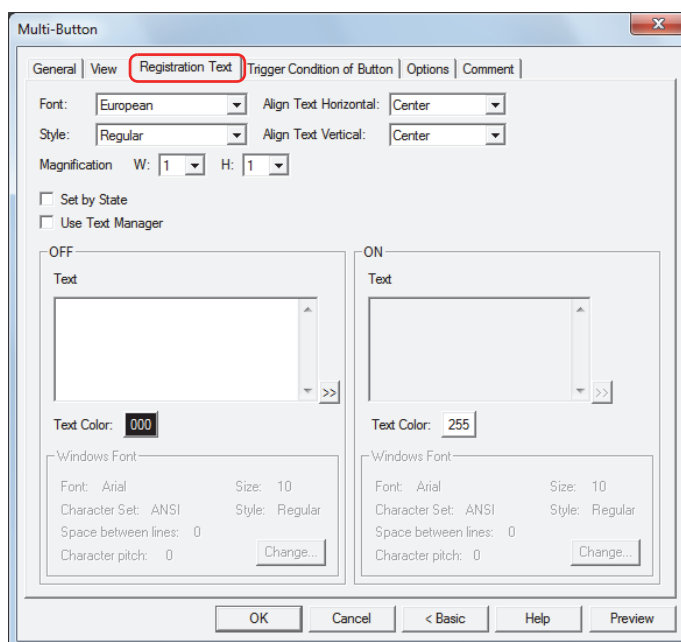 Multi-Button
General View Registration Text Trigger Condition of Button Options Comment
Font: European Align Text Horizontal: Center
Style: Regular Align Text Vertical: Center
Magnification W: 1 H: 1
Set by State
Use Text Manager
OFF
Text
>>
Text Color: 000
Windows Font
Font: Arial Size: 10
Character Set: ANSI Style: Regular
Space between lines: 0
Character pitch: 0 Change...
ON
Text
>>
Text Color: 255
Windows Font
Font: Arial Size: 10
Character Set: ANSI Style: Regular
Space between lines: 0
Character pitch: 0 Change...
OK Cancel < Basic Help Preview